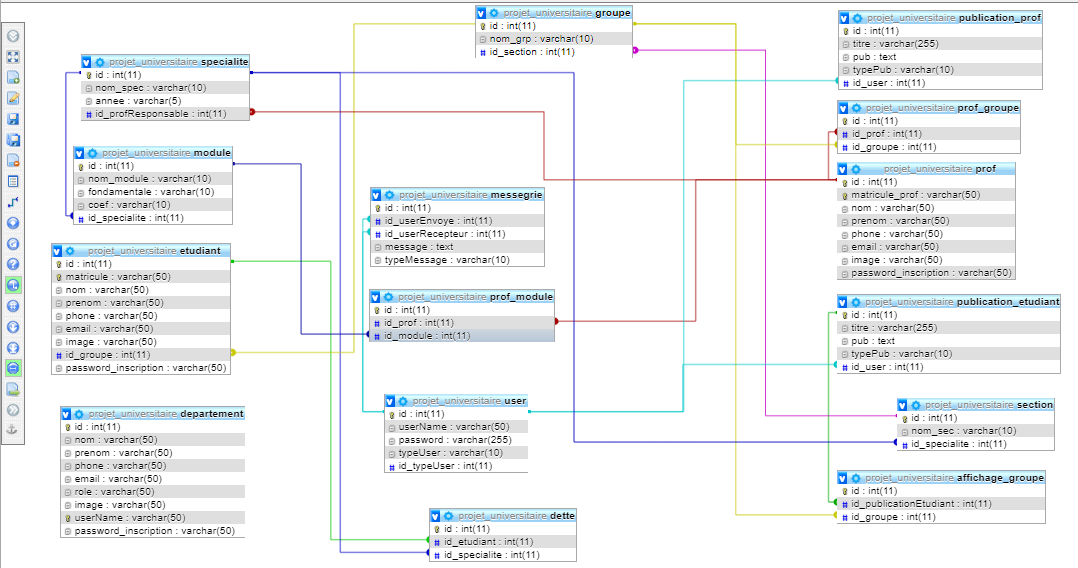 projet_universitaire groupe
id : int(11)
nom_grp : varchar(10)
id_section : int(11)
projet_universitaire publication_prof
id : int(11)
titre : varchar(255)
pub : text
typePub : varchar(10)
id_user : int(11)
projet_universitaire specialite
id : int(11)
nom_spec : varchar(10)
annee : varchar(5)
id_profResponsable : int(11)
projet_universitaire prof_groupe
id : int(11)
id_prof : int(11)
id_groupe : int(11)
projet_universitaire module
id : int(11)
nom_module : varchar(10)
fondamentale : varchar(10)
coef : varchar(10)
id_specialite : int(11)
projet_universitaire prof
id : int(11)
matricule_prof : varchar(50)
nom : varchar(50)
prenom : varchar(50)
phone : varchar(50)
email : varchar(50)
image : varchar(50)
password_inscription : varchar(50)
projet_universitaire messegrie
id : int(11)
id_userEnvoye : int(11)
id_userRecepteur : int(11)
message : text
typeMessage : varchar(10)
projet_universitaire etudiant
id : int(11)
matricule : varchar(50)
nom : varchar(50)
prenom : varchar(50)
phone : varchar(50)
email : varchar(50)
image : varchar(50)
id_groupe : int(11)
password_inscription : varchar(50)
projet_universitaire prof_module
id : int(11)
id_prof : int(11)
id_module : int(11)
projet_universitaire publication_etudiant
id : int(11)
titre : varchar(255)
pub : text
typePub : varchar(10)
id_user : int(11)
projet_universitaire user
id : int(11)
userName : varchar(50)
password : varchar(255)
typeUser : varchar(10)
id_typeUser : int(11)
projet_universitaire section
id : int(11)
nom_sec : varchar(10)
id_specialite : int(11)
projet_universitaire departement
id : int(11)
nom : varchar(50)
prenom : varchar(50)
phone : varchar(50)
email : varchar(50)
role : varchar(50)
image : varchar(50)
userName : varchar(50)
password_inscription : varchar(50)
projet_universitaire affichage_groupe
id : int(11)
id_publicationEtudiant : int(11)
id_groupe : int(11)
projet_universitaire dette
id : int(11)
id_etudiant : int(11)
id_specialite : int(11)